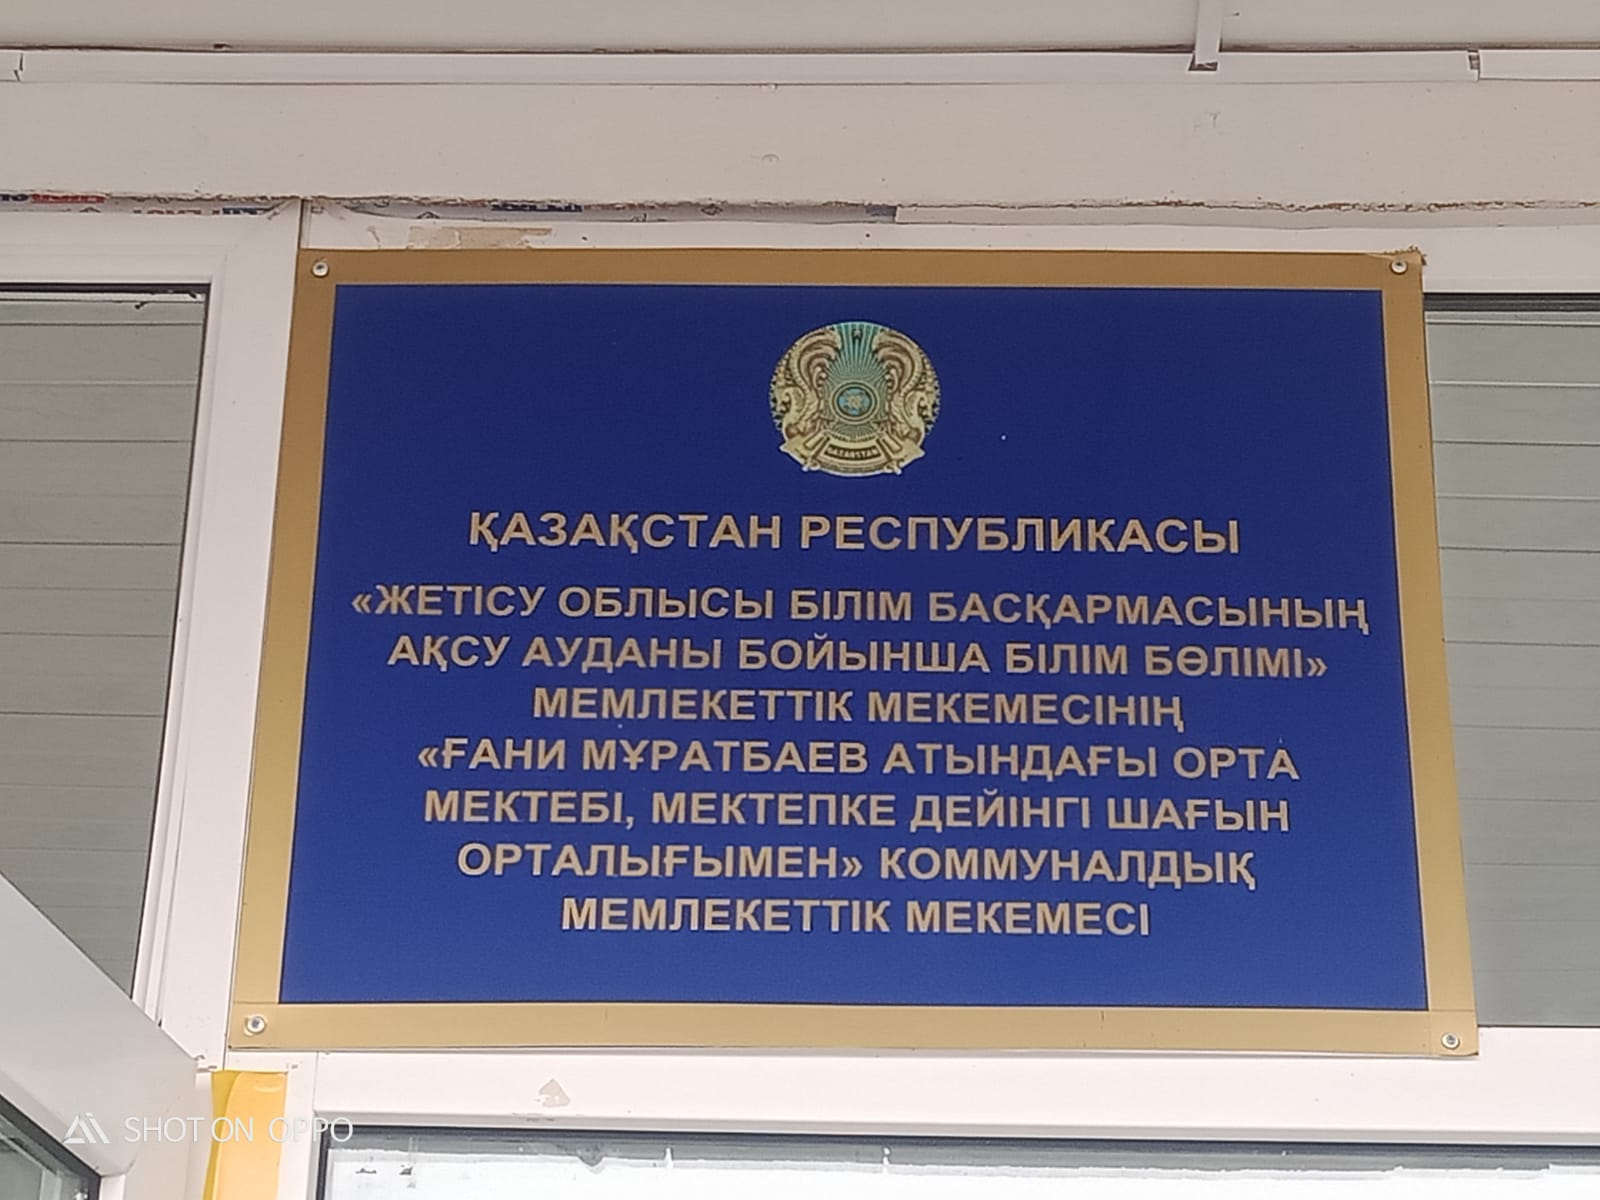 QAZAQSTAN
ҚАЗАҚСТАН РЕСПУБЛИКАСЫ
«ЖЕТІСУ ОБЛЫСЫ БІЛІМ БАСҚАРМАСЫНЫҢ
АҚСУ АУДАНЫ БОЙЫНША БІЛІМ БӨЛІМІ»
МЕМЛЕКЕТТІК МЕКЕМЕСІНІҢ
«ҒАНИ МҰРАТБАЕВ АТЫНДАҒЫ ОРТА
МЕКТЕБІ, МЕКТЕПКЕ ДЕЙІНГІ ШАҒЫН
ОРТАЛЫҒЫМЕН» КОММУНАЛДЫҚ
МЕМЛЕКЕТТІК МЕКЕМЕСІ
SHOT ON OPPO